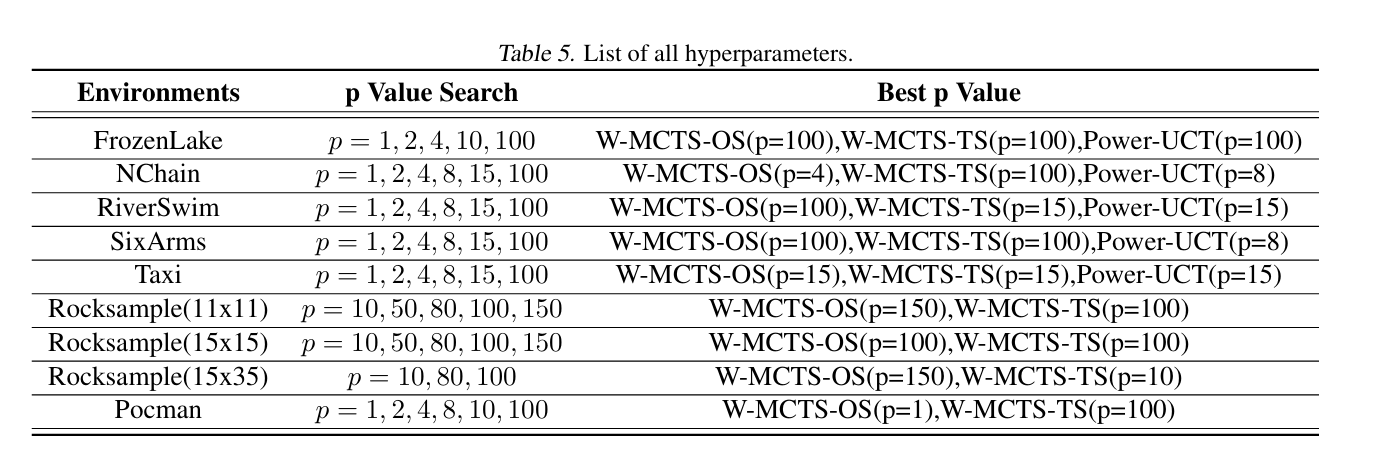 Table 5. List of all hyperparameters.
Environments p Value Search Best p Value
FrozenLake p = 1, 2, 4, 10, 100 W-MCTS-OS(p=100),W-MCTS-TS(p=100),Power-UCT(p=100)
NChain p = 1, 2, 4, 8, 15, 100 W-MCTS-OS(p=4),W-MCTS-TS(p=100),Power-UCT(p=8)
RiverSwim p = 1, 2, 4, 8, 15, 100 W-MCTS-OS(p=100),W-MCTS-TS(p=15),Power-UCT(p=15)
SixArms p = 1, 2, 4, 8, 15, 100 W-MCTS-OS(p=100),W-MCTS-TS(p=100),Power-UCT(p=8)
Taxi p = 1, 2, 4, 8, 15, 100 W-MCTS-OS(p=15),W-MCTS-TS(p=15),Power-UCT(p=15)
Rocksample(11x11) p = 10, 50, 80, 100, 150 W-MCTS-OS(p=150),W-MCTS-TS(p=100)
Rocksample(15x15) p = 10, 50, 80, 100, 150 W-MCTS-OS(p=100),W-MCTS-TS(p=100)
Rocksample(15x35) p = 10, 80, 100 W-MCTS-OS(p=150),W-MCTS-TS(p=10)
Pocman p = 1, 2, 4, 8, 10, 100 W-MCTS-OS(p=1),W-MCTS-TS(p=100)